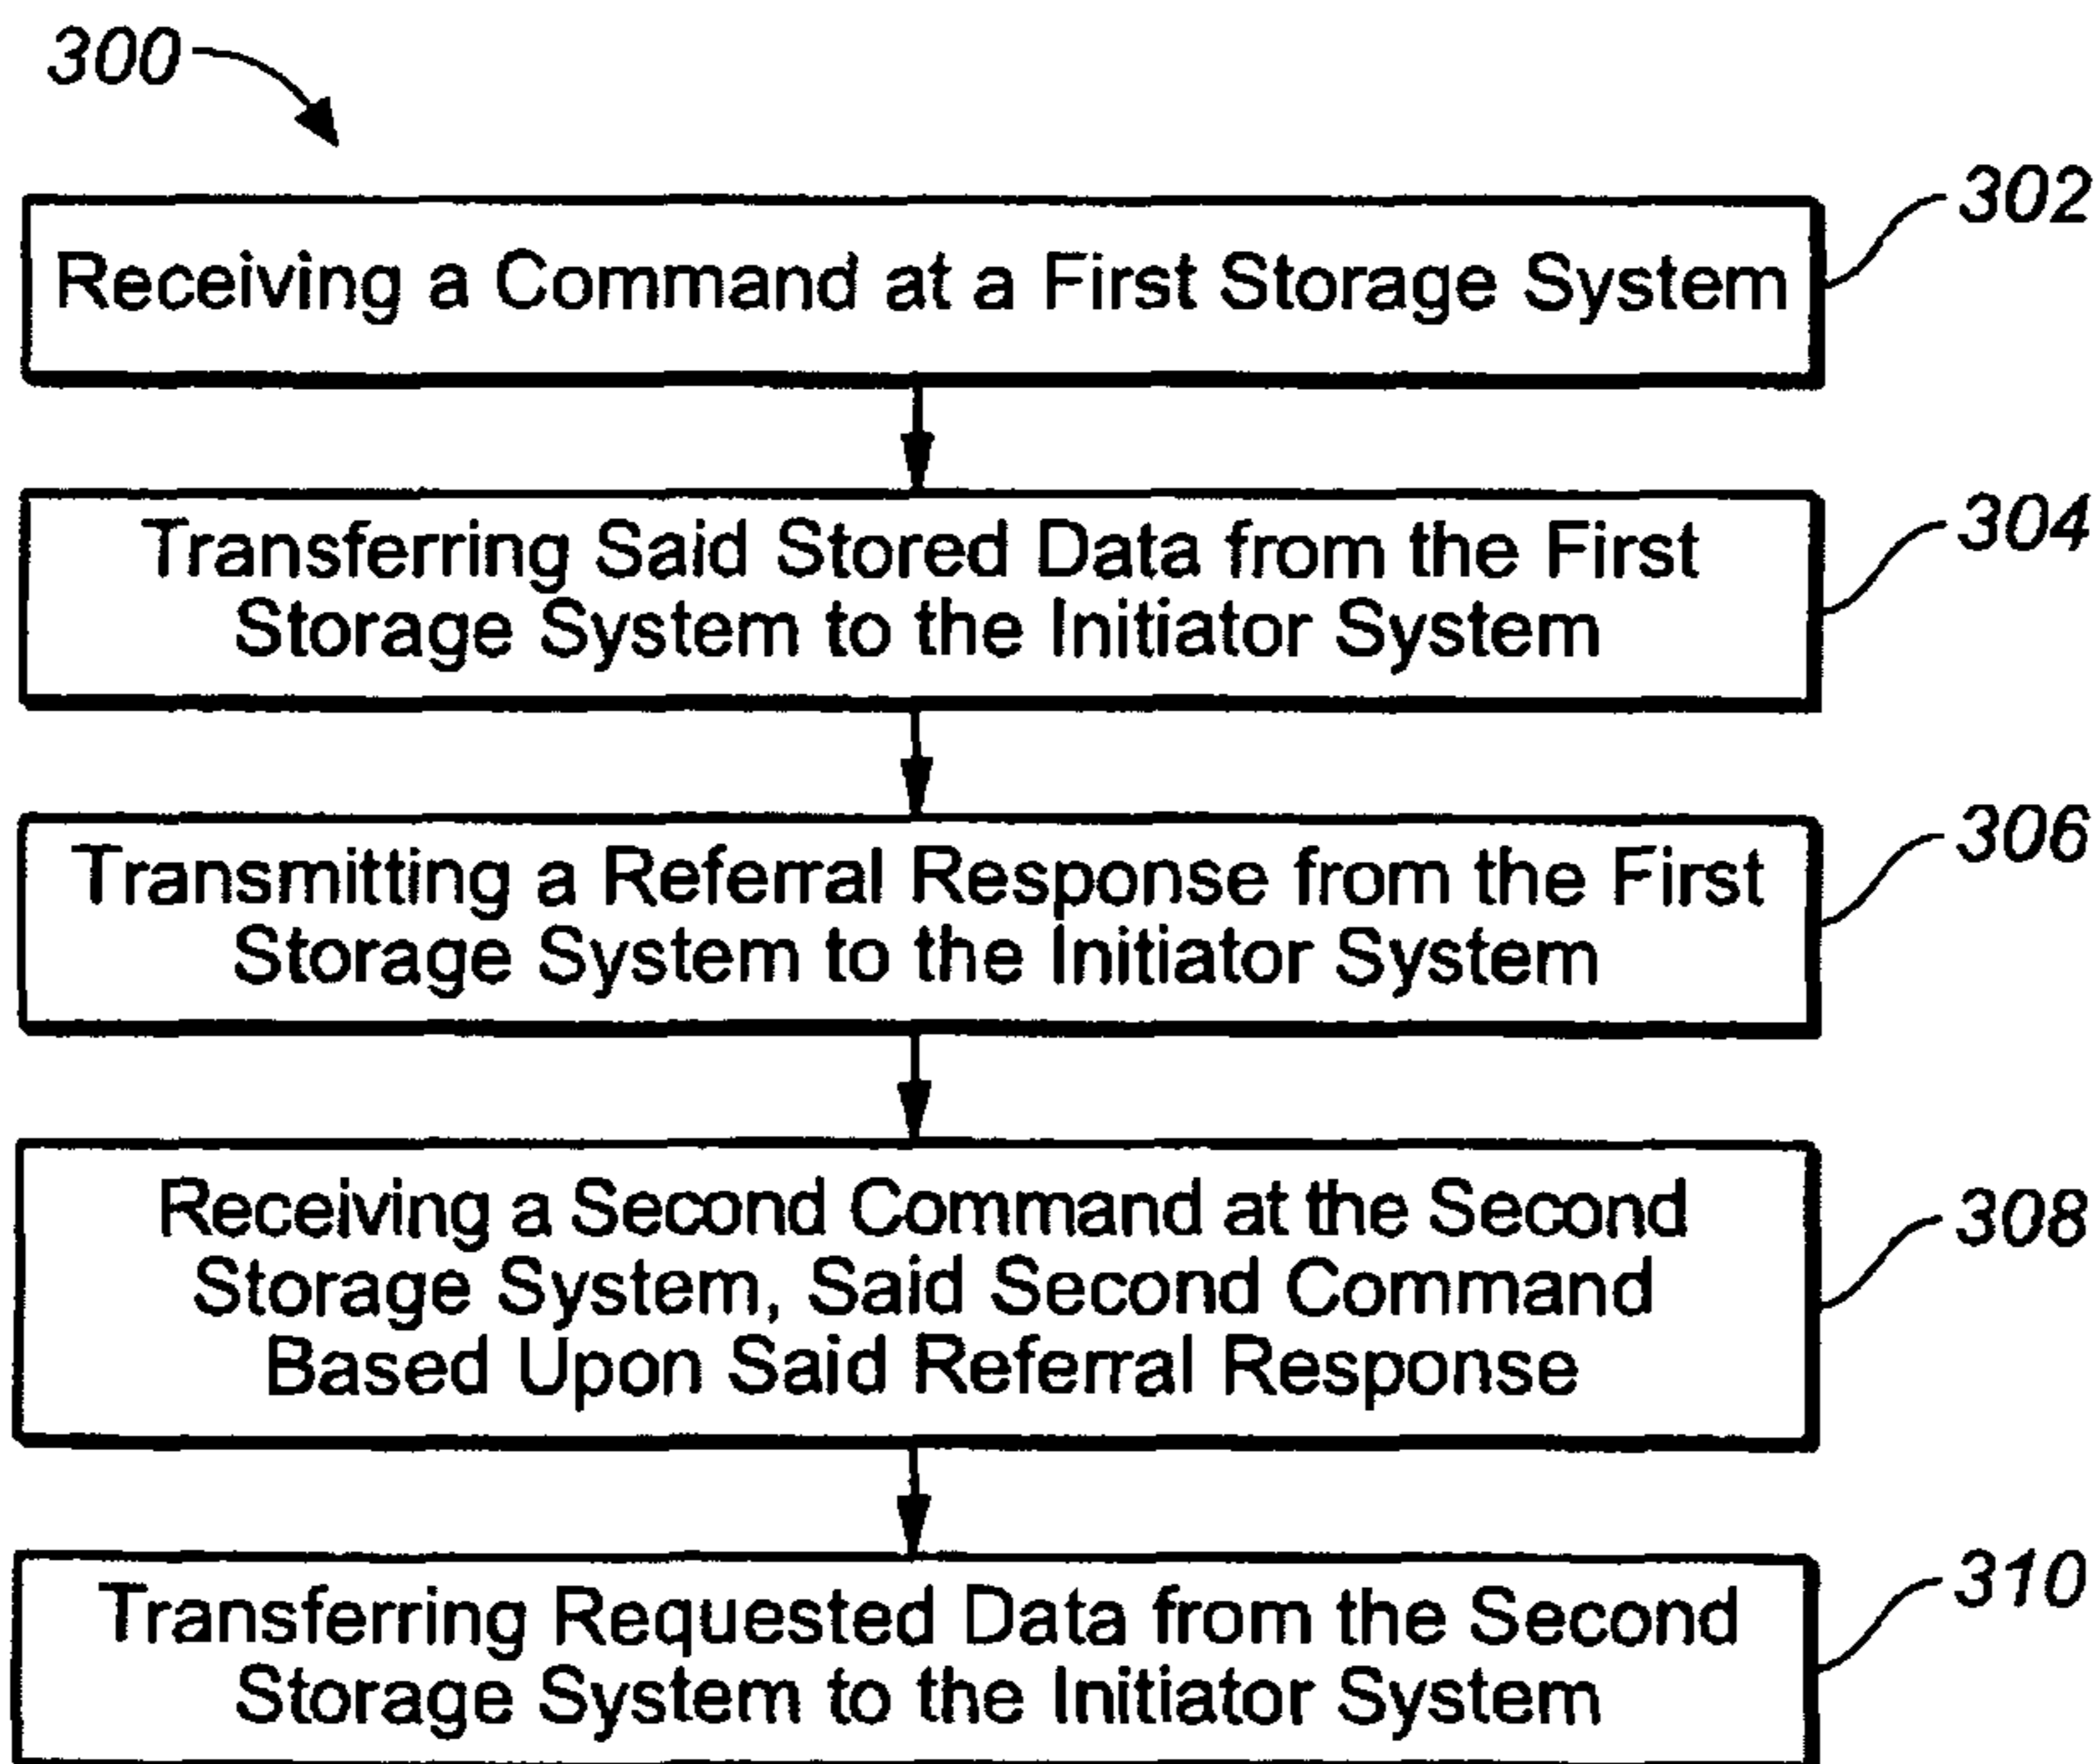 300
302
Receiving a Command at a First Storage System
304
Transferring Said Stored Data from the First
Storage System to the Initiator System
306
Transmitting a Referral Response from the First
Storage System to the Initiator System
308
Receiving a Second Command at the Second
Storage System, Said Second Command
Based Upon Said Referral Response
310
Transferring Requested Data from the Second
Storage System to the Initiator System